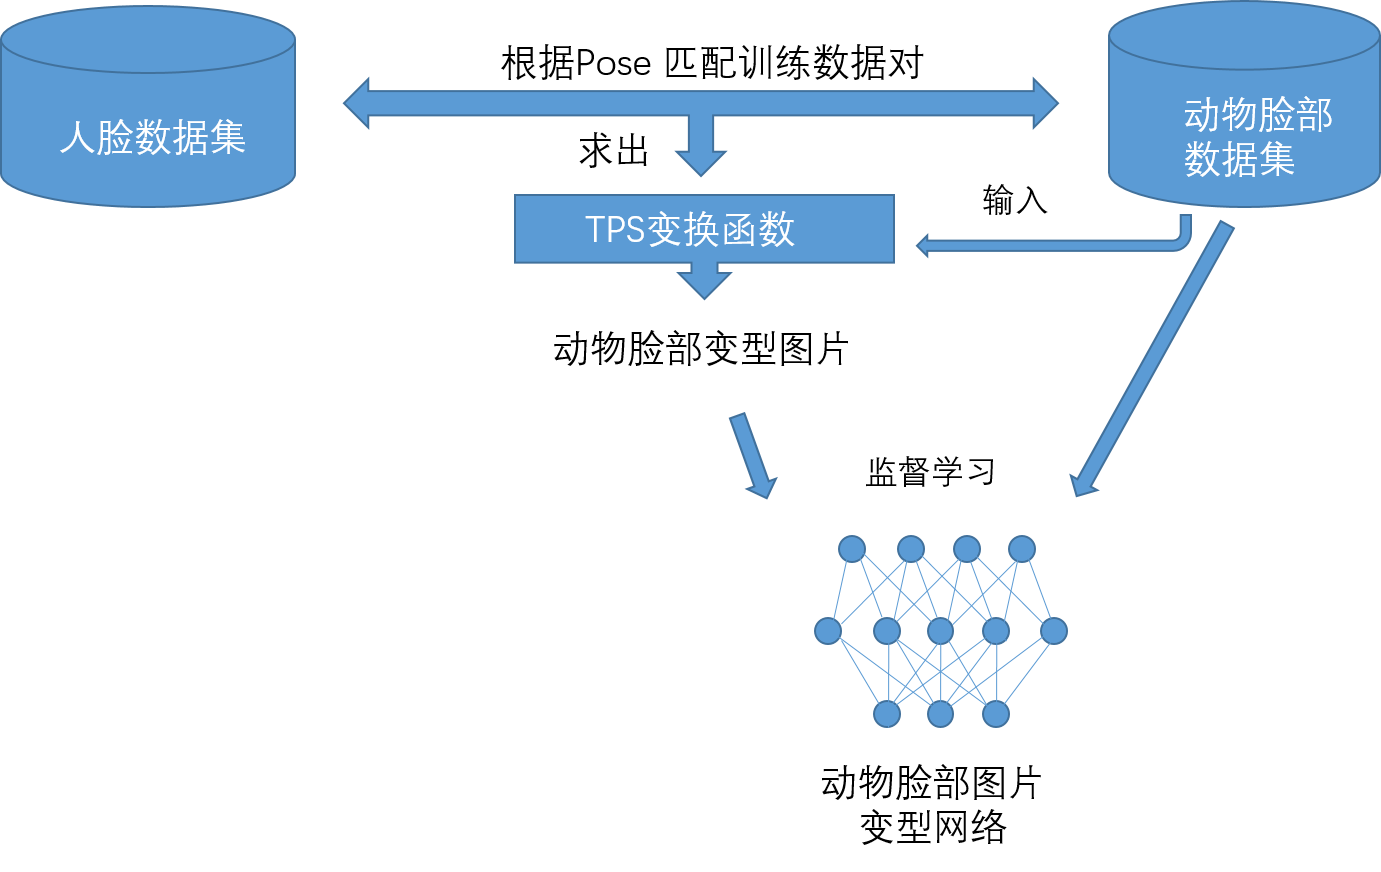 根据Pose 匹配训练数据对
人脸数据集
动物脸部
数据集
求出
输入
TPS变换函数
动物脸部变型图片
监督学习
动物脸部图片
变型网络